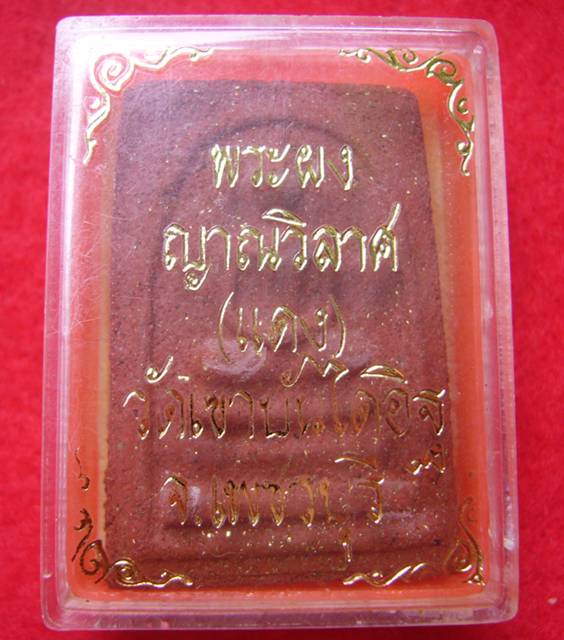 พระผง
ญาณวิลาศ
(แดง)
วัดเขาบันไดอิฐ
จ.เพชรบุรี